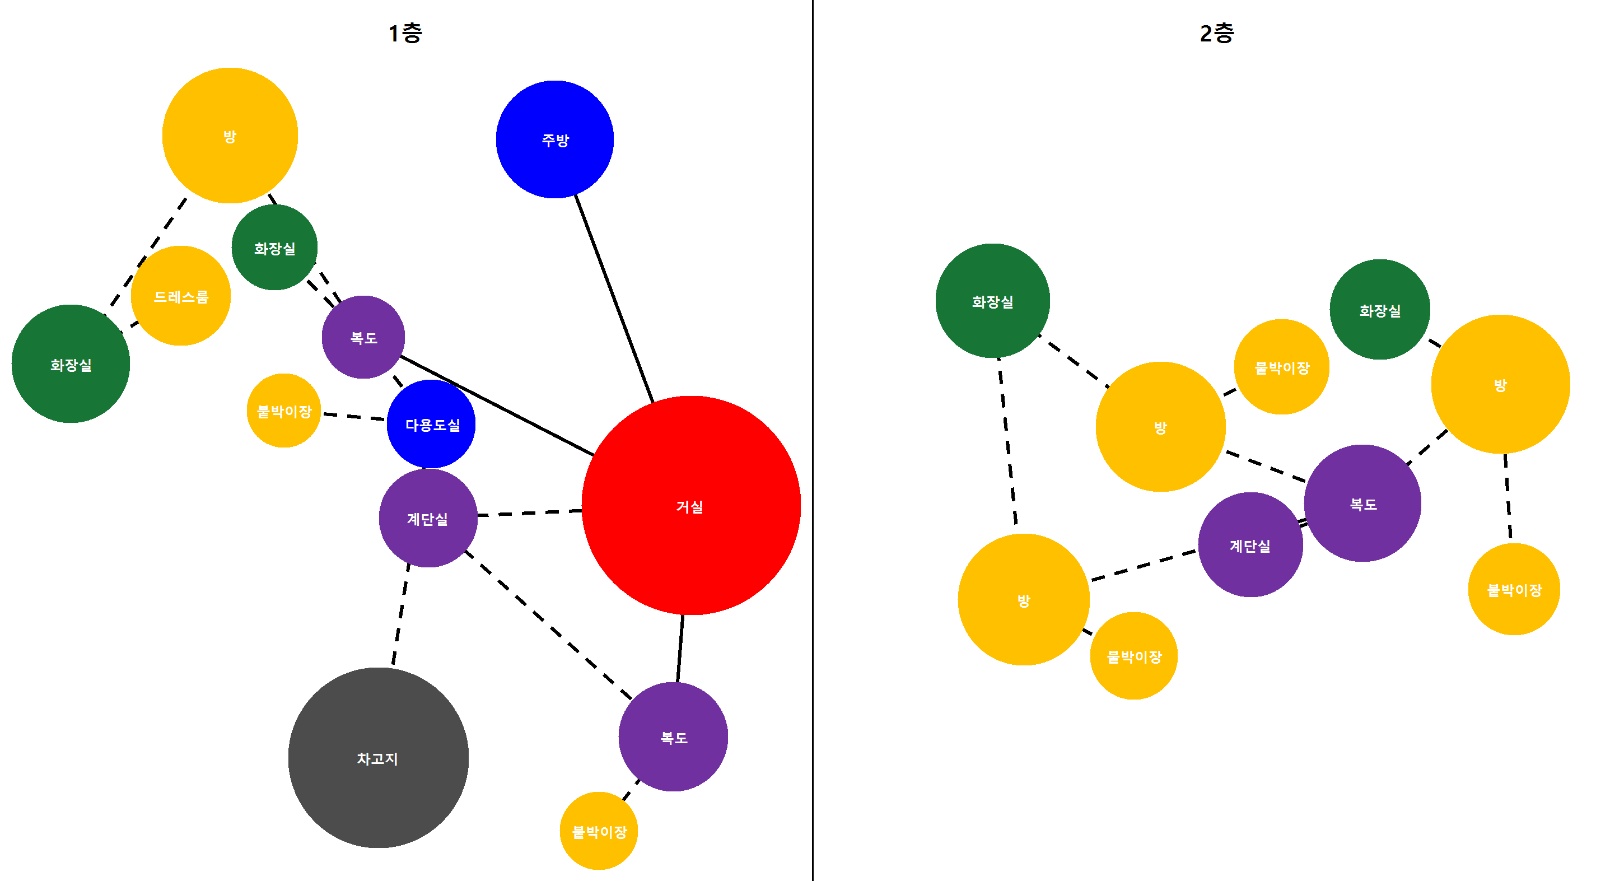 1층
방
주방
화장실
드레스룸
복도
화장실
붙박이장
다용도실
거실
계단실
복도
차고지
붙박이장
2층
화장실
화장실
붙박이장
방
방
복도
계단실
붙박이장
방
붙박이장